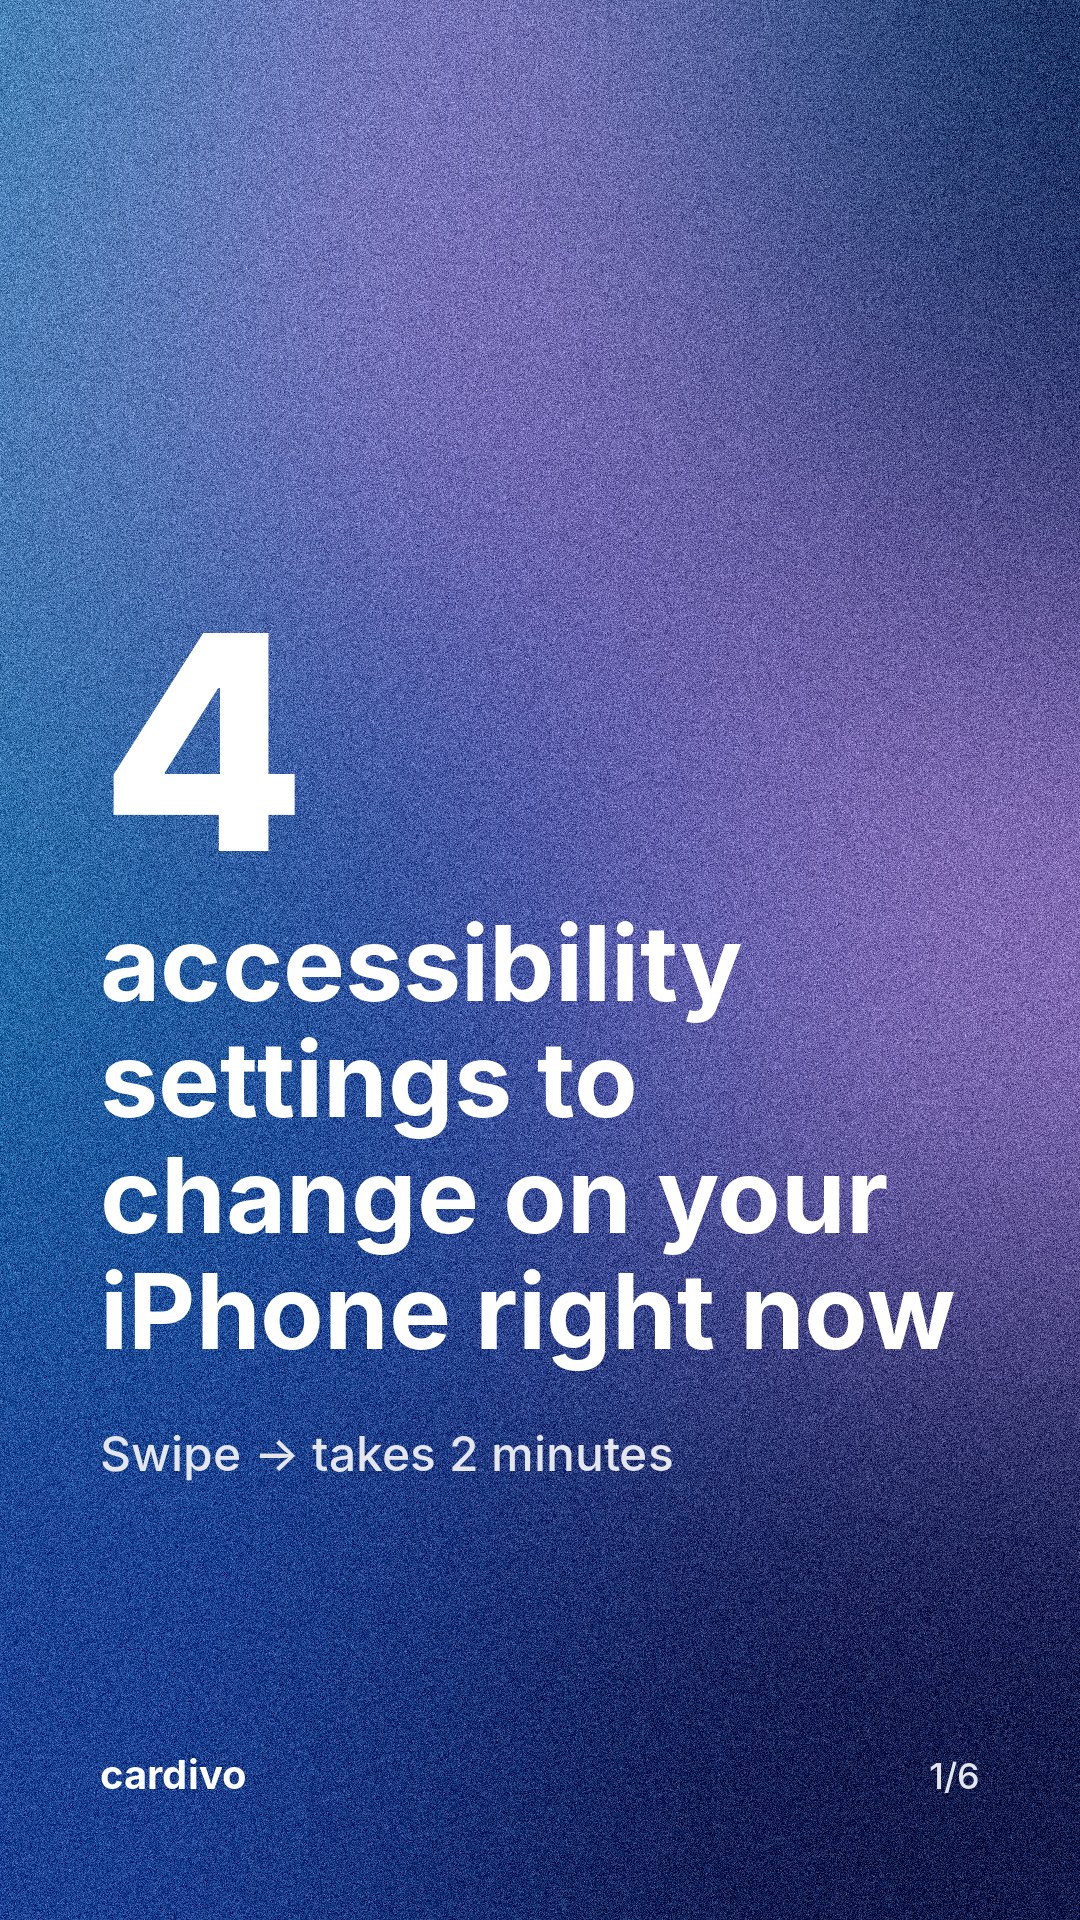 4
accessibility
settings to
change on your
iPhone right now
Swipe → takes 2 minutes
cardivo
1/6